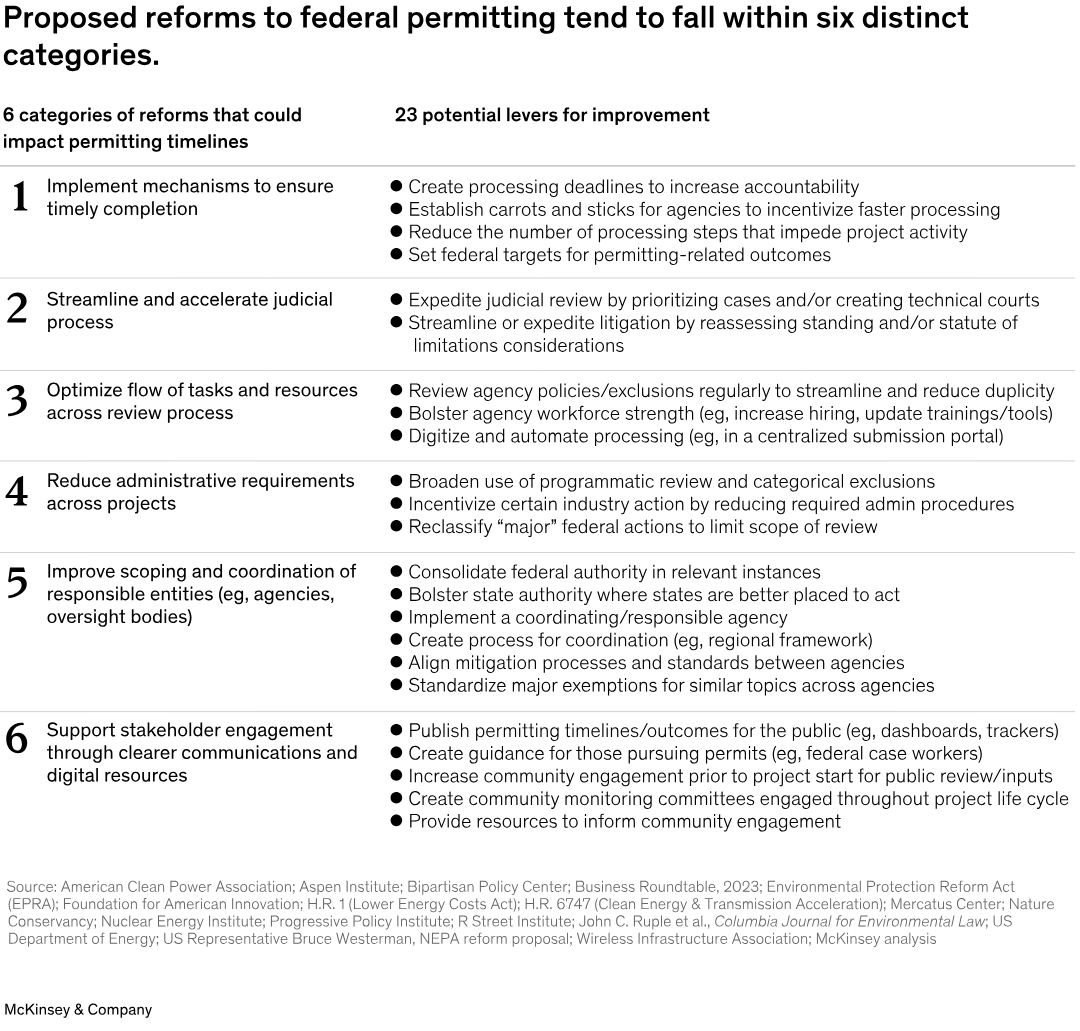 Proposed reforms to federal permitting tend to fall within six distinct
categories.
6 categories of reforms that could
impact permitting timelines
23 potential levers for improvement
1 Implement mechanisms to ensure
timely completion
● Create processing deadlines to increase accountability
● Establish carrots and sticks for agencies to incentivize faster processing
● Reduce the number of processing steps that impede project activity
● Set federal targets for permitting-related outcomes
2 Streamline and accelerate judicial
process
● Expedite judicial review by prioritizing cases and/or creating technical courts
● Streamline or expedite litigation by reassessing standing and/or statute of
limitations considerations
3 Optimize flow of tasks and resources
across review process
● Review agency policies/exclusions regularly to streamline and reduce duplicity
● Bolster agency workforce strength (eg, increase hiring, update trainings/tools)
● Digitize and automate processing (eg, in a centralized submission portal)
4 Reduce administrative requirements
across projects
● Broaden use of programmatic review and categorical exclusions
● Incentivize certain industry action by reducing required admin procedures
● Reclassify “major” federal actions to limit scope of review
5 Improve scoping and coordination of
responsible entities (eg, agencies,
oversight bodies)
● Consolidate federal authority in relevant instances
● Bolster state authority where states are better placed to act
● Implement a coordinating/responsible agency
● Create process for coordination (eg, regional framework)
● Align mitigation processes and standards between agencies
● Standardize major exemptions for similar topics across agencies
6 Support stakeholder engagement
through clearer communications and
digital resources
● Publish permitting timelines/outcomes for the public (eg, dashboards, trackers)
● Create guidance for those pursuing permits (eg, federal case workers)
● Increase community engagement prior to project start for public review/inputs
● Create community monitoring committees engaged throughout project life cycle
● Provide resources to inform community engagement
Source: American Clean Power Association; Aspen Institute; Bipartisan Policy Center; Business Roundtable, 2023; Environmental Protection Reform Act
(EPRA); Foundation for American Innovation; H.R. 1 (Lower Energy Costs Act); H.R. 6747 (Clean Energy & Transmission Acceleration); Mercatus Center; Nature
Conservancy; Nuclear Energy Institute; Progressive Policy Institute; R Street Institute; John C. Ruple et al., Columbia Journal for Environmental Law; US
Department of Energy; US Representative Bruce Westerman, NEPA reform proposal; Wireless Infrastructure Association; McKinsey analysis
McKinsey & Company